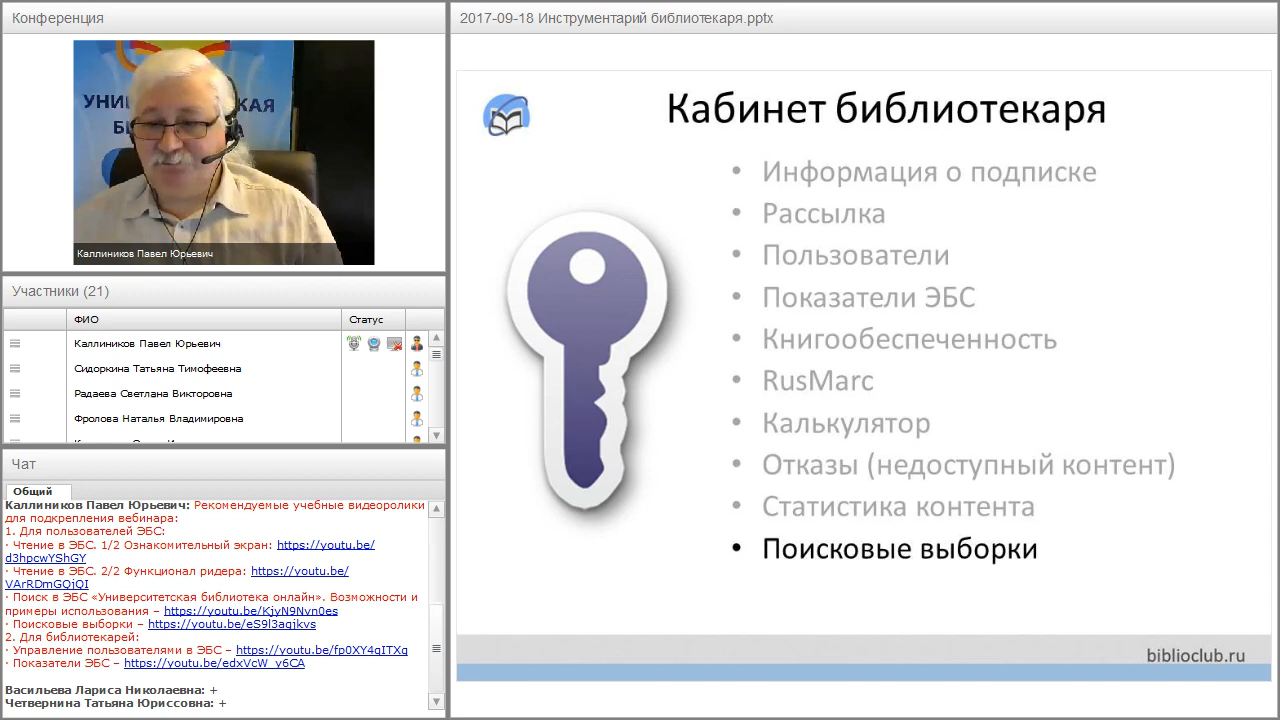 Конференция
УНИ
КАЯ
Каллиников Павел Юрьевич
Участники (21)
ФИО
Статус
Каллиников Павел Юрьевич
Сидоркина Татьяна Тимофеевна
Радаева Светлана Викторовна
Фролова Наталья Владимировна
Чат
Общий
Каллиников Павел Юрьевич: Рекомендуемые учебные видеоролики
для подкрепления вебинара:
1. Для пользователей ЭБС:
· Чтение в ЭБС. 1/2 Ознакомительный экран: https://youtu.be/
d3hpcwYShGY
· Чтение в ЭБС. 2/2 Функционал ридера: https://youtu.be/
VArRDmGQjQI
· Поиск в ЭБС «Университетская библиотека онлайн». Возможности и
примеры использования – https://youtu.be/KjyN9Nvn0es
· Поисковые выборки – https://youtu.be/eS9l3aqjkvs
2. Для библиотекарей:
· Управление пользователями в ЭБС – https://youtu.be/fp0XY4qITXg
· Показатели ЭБС – https://youtu.be/edxVcW_y6CA
Васильева Лариса Николаевна: +
Четвернина Татьяна Юриссовна: +
2017-09-18 Инструментарий библиотекаря.pptx
Кабинет библиотекаря
• Информация о подписке
• Рассылка
• Пользователи
• Показатели ЭБС
• Книгообеспеченность
• RusMarc
• Калькулятор
• Отказы (недоступный контент)
• Статистика контента
• Поисковые выборки
biblioclub.ru